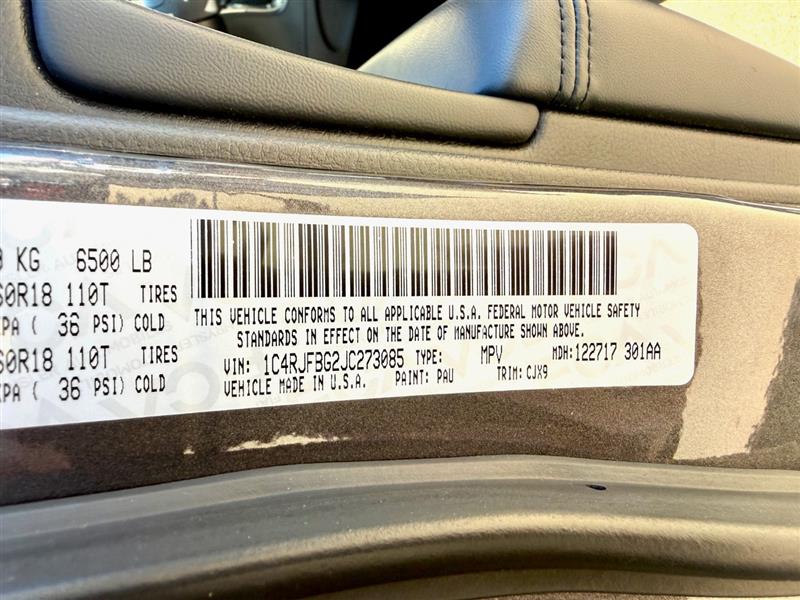 KG 6500 LB
0R18 110T TIRES
PA ( 36 PSI) COLD
0R18 110T TIRES
PA ( 36 PSI) COLD
THIS VEHICLE CONFORMS TO ALL APPLICABLE U.S.A. FEDERAL MOTOR VEHICLE SAFETY
STANDARDS IN EFFECT ON THE DATE OF MANUFACTURE SHOWN ABOVE.
VIN: 1C4RJFBG2JC273085 TYPE: MPV MDH: 122717 301AA
VEHICLE MADE IN U.S.A. PAINT: PAU TRIM: CJX9